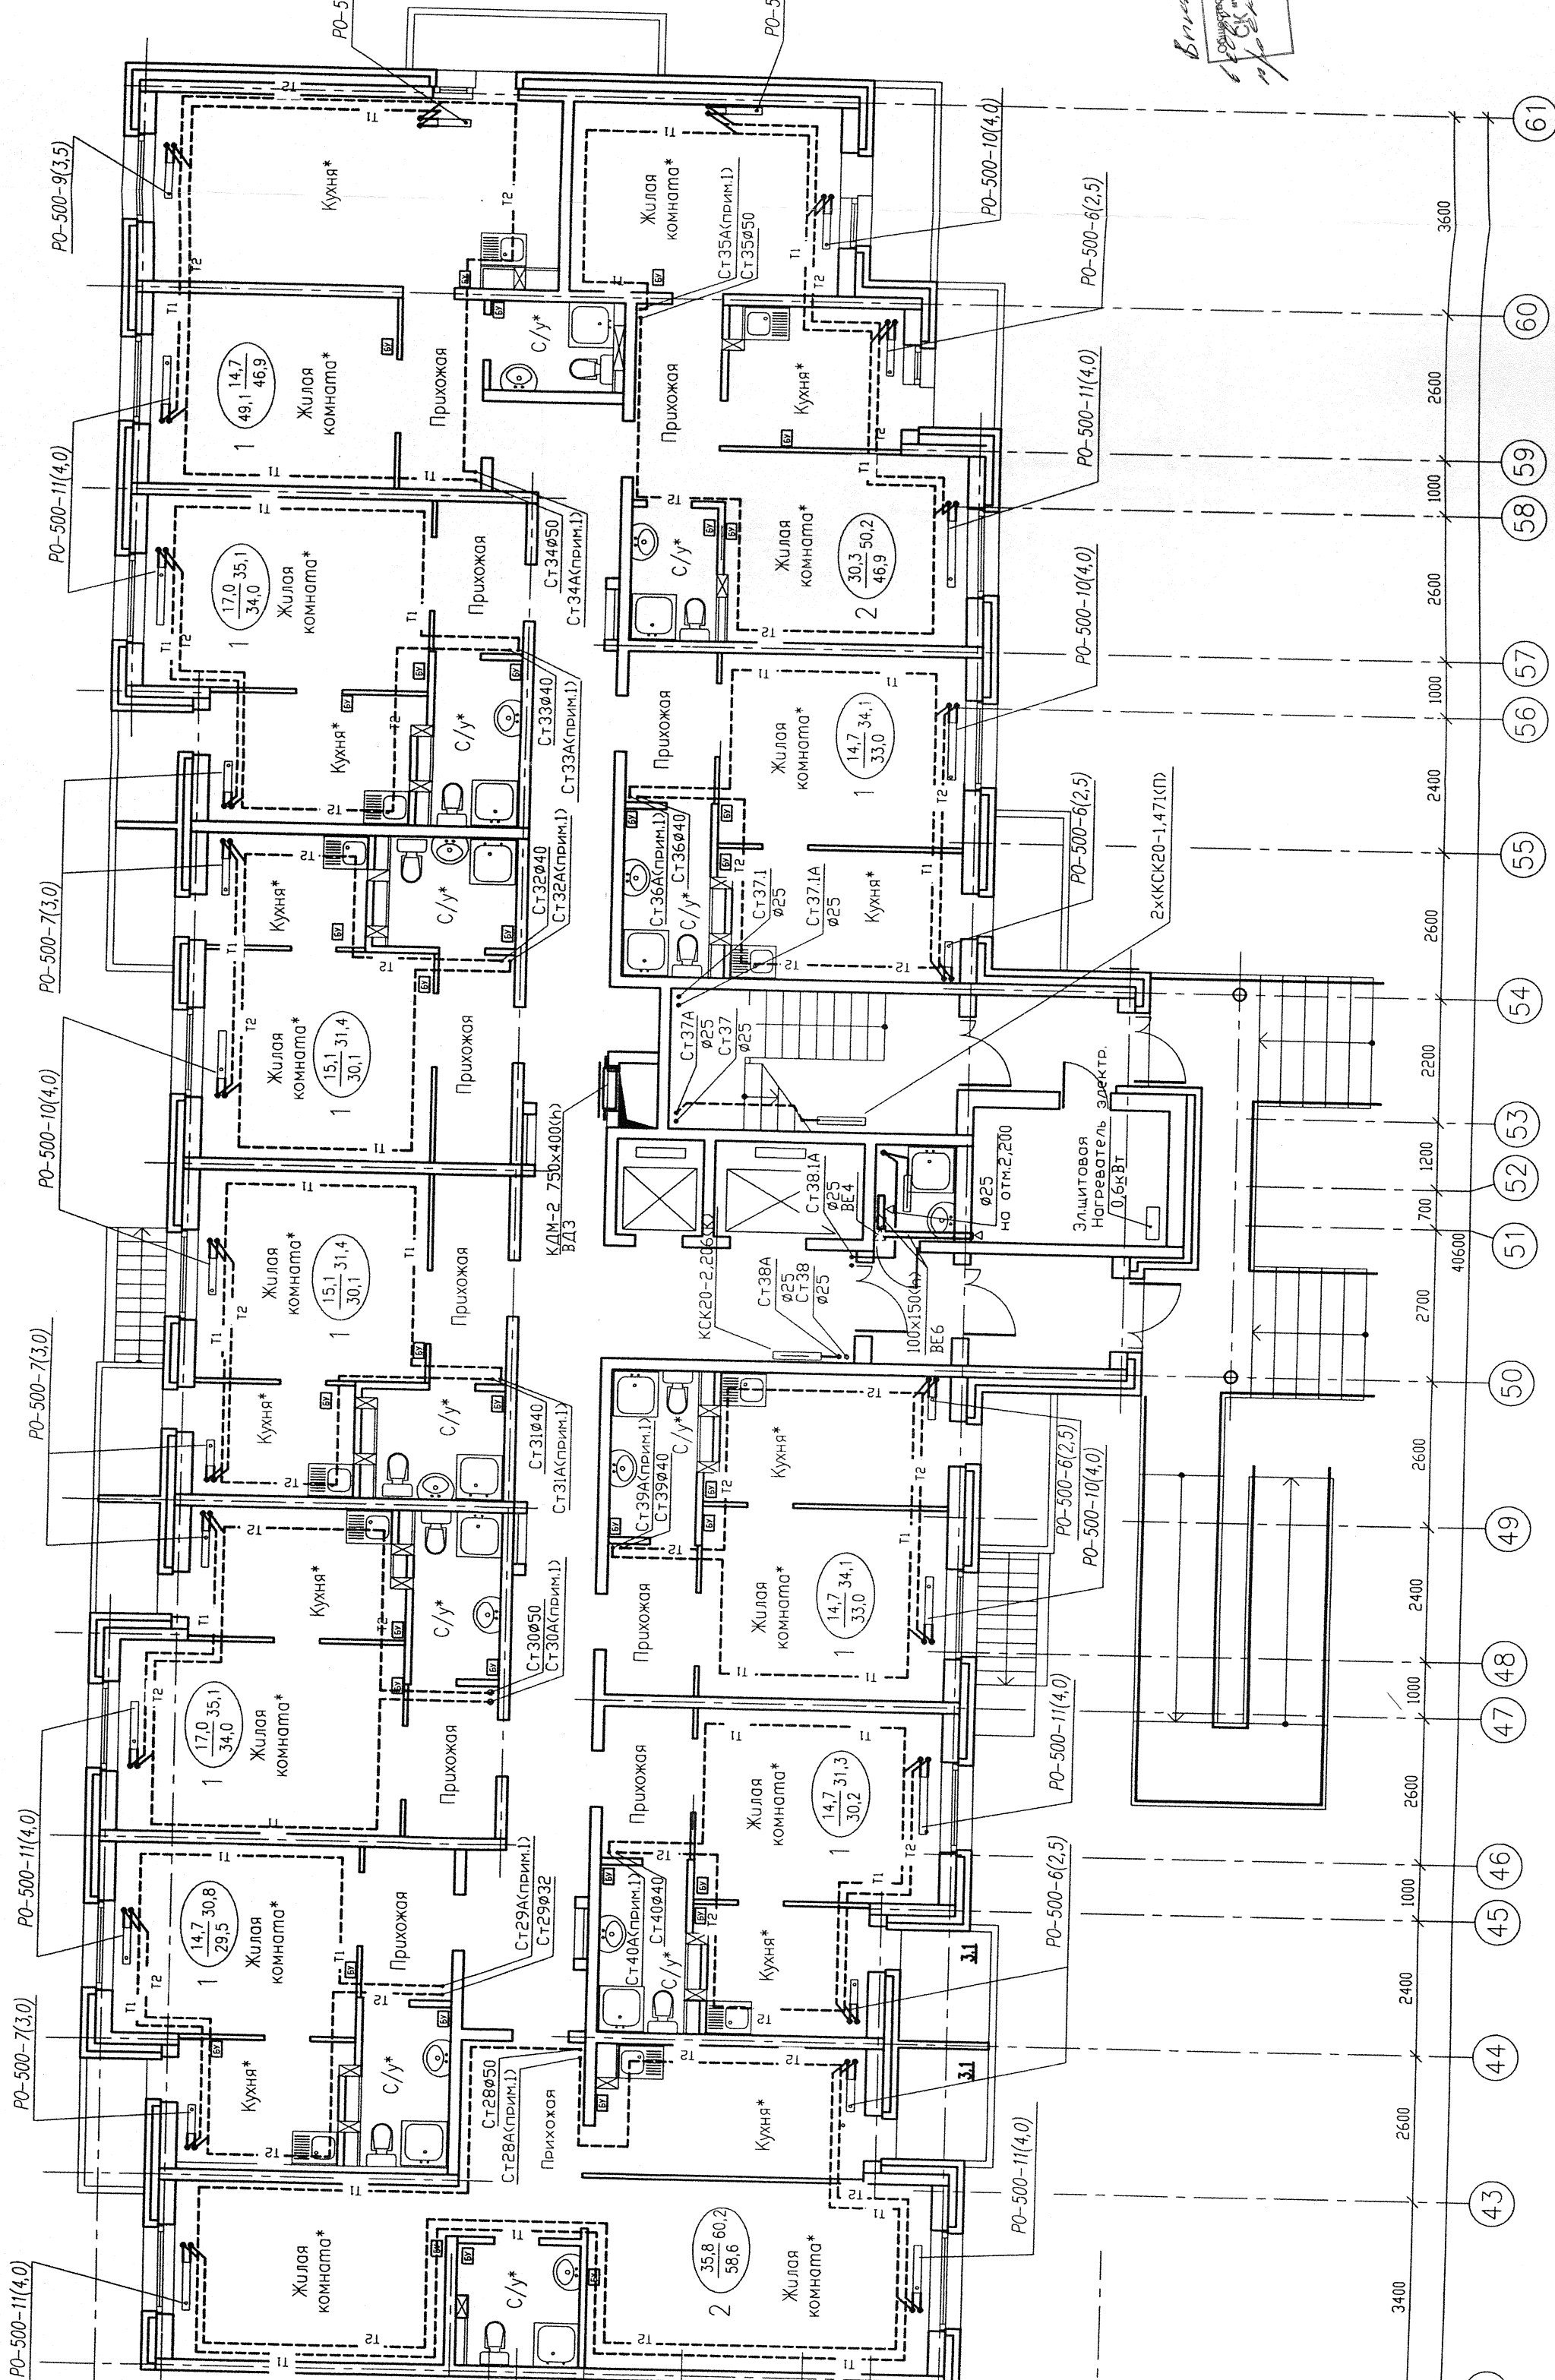 РО-500-9(3,5)
РО-500-11(4,0)
РО-500-7(3,0)
РО-500-10(4,0)
РО-500-7(3,0)
РО-500-11(4,0)
РО-500-7(3,0)
РО-500-11(4,0)
Кухня*
1
14,7
49,1 46,9
Жилая
комната*
Прихожая
С/у*
1
17,0 35,1
34,0
Жилая
комната*
Прихожая
Кухня*
С/у*
Ст34ø50
Ст34А(прим.1)
Ст33ø40
Ст33А(прим.1)
Кухня*
С/у*
Ст32ø40
Ст32А(прим.1)
1
15,1 31,4
30,1
Жилая
комната*
Прихожая
1
15,1 31,4
30,1
Жилая
комната*
Прихожая
Кухня*
С/у*
Ст31ø40
Ст31А(прим.1)
Кухня*
С/у*
Ст30ø50
Ст30А(прим.1)
1
17,0 35,1
34,0
Жилая
комната*
Прихожая
1
14,7 30,8
29,5
Жилая
комната*
Прихожая
Ст29А(прим.1)
Ст29ø32
Кухня*
С/у*
Ст28ø50
Ст28А(прим.1)
Прихожая
Жилая
комната*
С/у*
2
35,8 60,2
58,6
Жилая
комната*
Кухня*
РО-500-11(4,0)
Жилая
комната*
Ст35А(прим.1)
Ст35ø50
РО-500-10(4,0)
РО-500-6(2,5)
Прихожая
Кухня*
РО-500-11(4,0)
С/у*
Жилая
комната*
2
30,3 50,2
46,9
РО-500-10(4,0)
Прихожая
Жилая
комната*
1
14,7 34,1
33,0
Ст36А(прим.1)
Ст36ø40
С/у*
Кухня*
РО-500-6(2,5)
Ст37.1
ø25
Ст37.1А
ø25
2х(КСК20-1,471(П)
Ст37А
ø25
Ст37
ø25
КДМ-2 750х400(h)
ВД3
Ст38.1А
ø25
ВЕ4
ø25
на отм.2,200
Эл.щитовая
Нагреватель электр.
0,6кВт
Ст38А
ø25
Ст38
ø25
100х150(h)
ВЕ6
Ст39А(прим.1)
Ст39ø40
С/у*
Кухня*
РО-500-6(2,5)
РО-500-10(4,0)
Прихожая
Жилая
комната*
1
14,7 34,1
33,0
Прихожая
Жилая
комната*
1
14,7 31,3
30,2
РО-500-11(4,0)
Ст40А(прим.1)
Ст40ø40
С/у*
Кухня*
РО-500-6(2,5)
3.1
3.1
3600
2600
1000
2600
1000
2400
2600
2200
1200
700
2700
2600
2400
1000
2600
1000
2400
2600
3400
40600
61
60
59
58
57
56
55
54
53
52
51
50
49
48
47
46
45
44
43